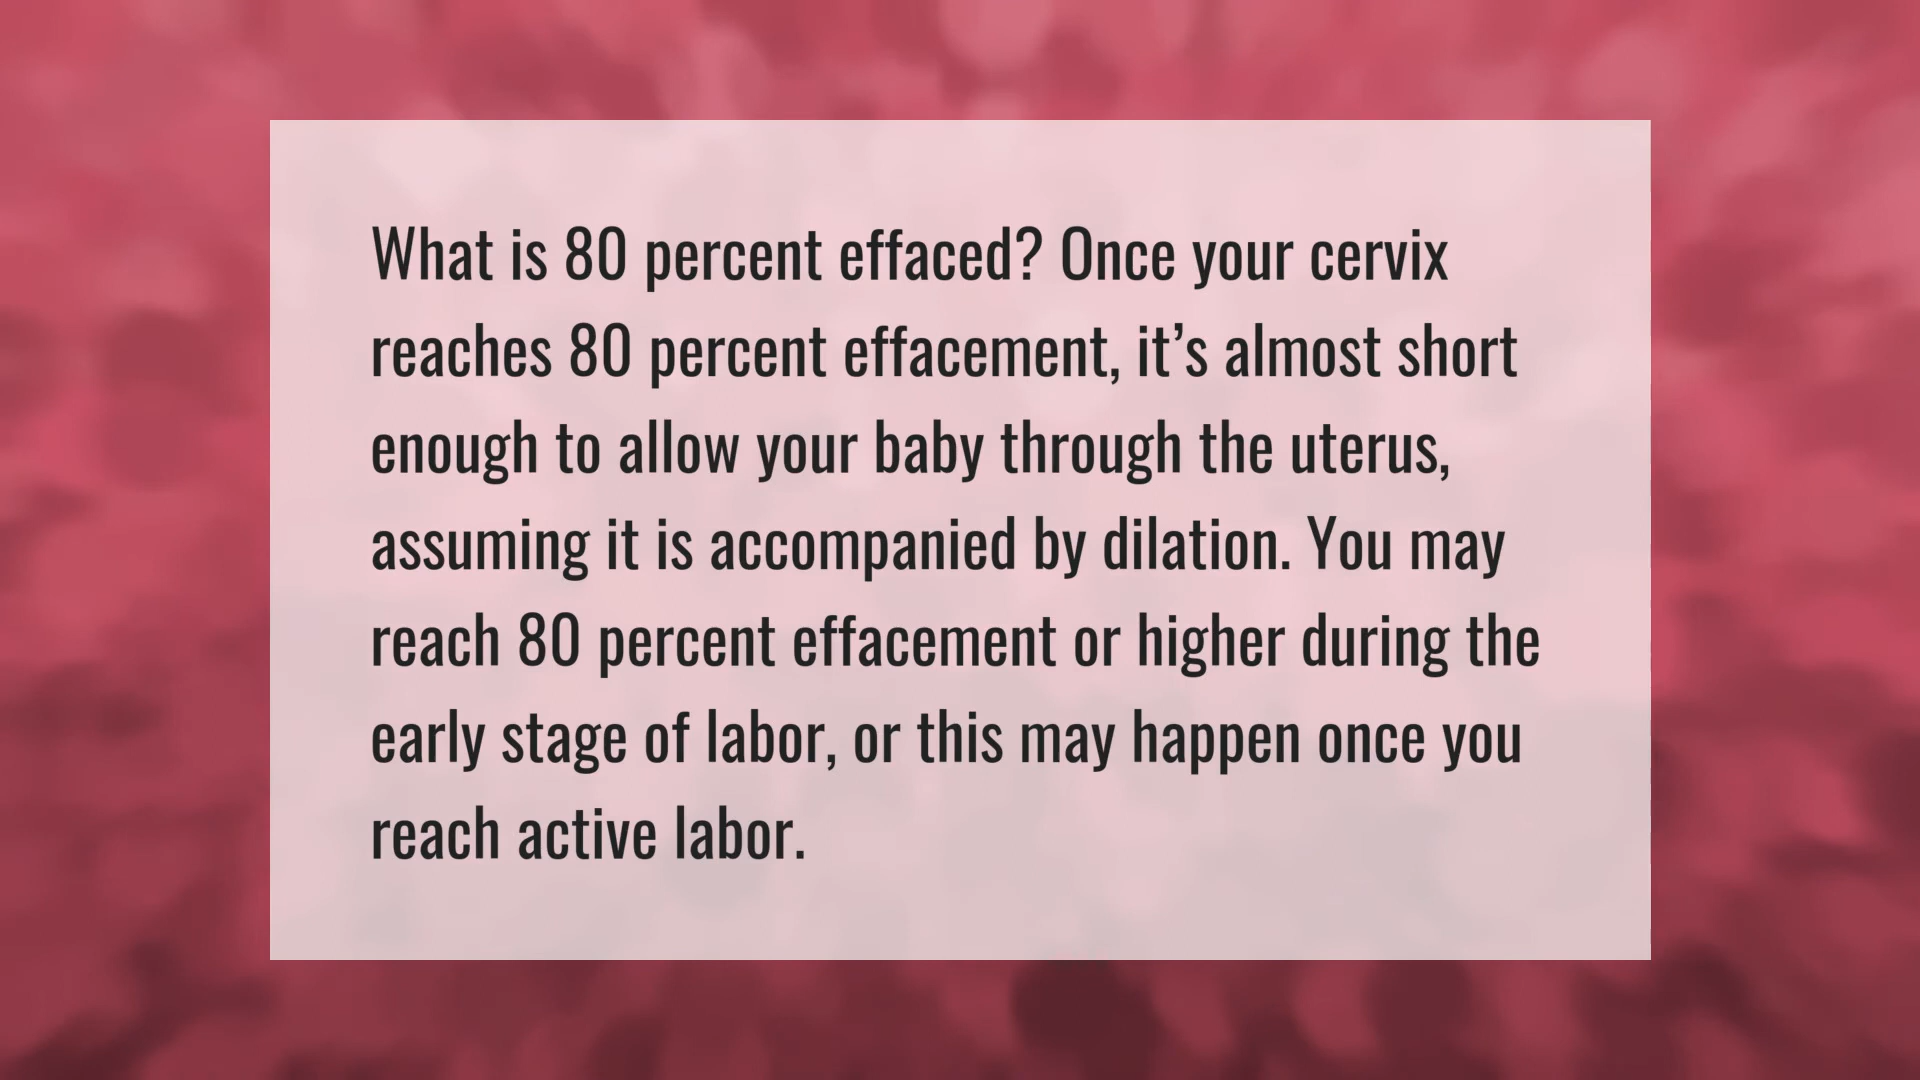 What is 80 percent effaced? Once your cervix
reaches 80 percent effacement, it’s almost short
enough to allow your baby through the uterus,
assuming it is accompanied by dilation. You may
reach 80 percent effacement or higher during the
early stage of labor, or this may happen once you
reach active labor.